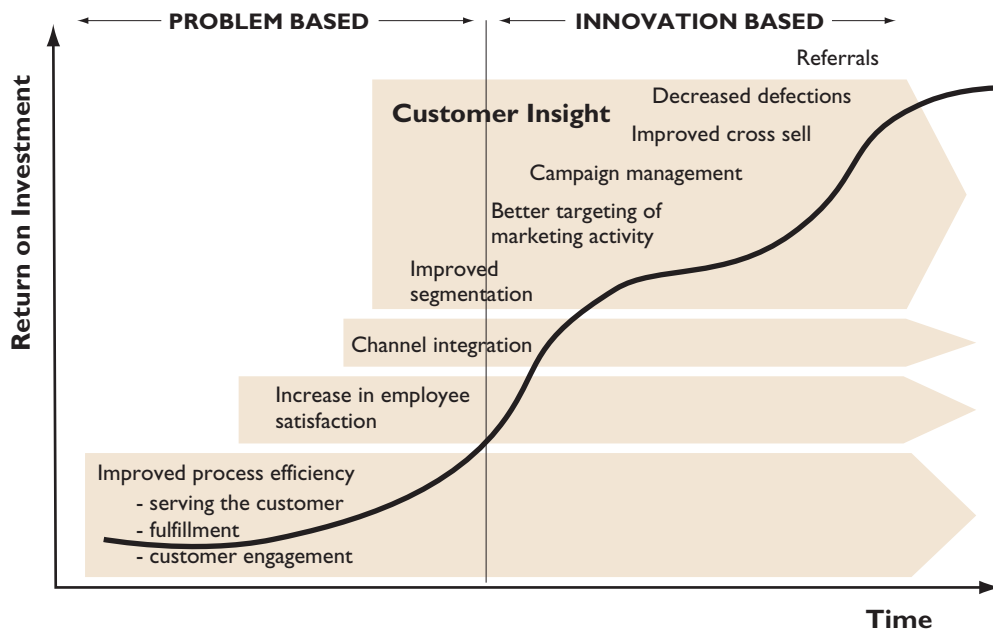 PROBLEM BASED
INNOVATION BASED
Return on Investment
Referrals
Decreased defections
Customer Insight
Improved cross sell
Campaign management
Better targeting of
marketing activity
Improved
segmentation
Channel integration
Increase in employee
satisfaction
Improved process efficiency
- serving the customer
- fulfillment
- customer engagement
Time